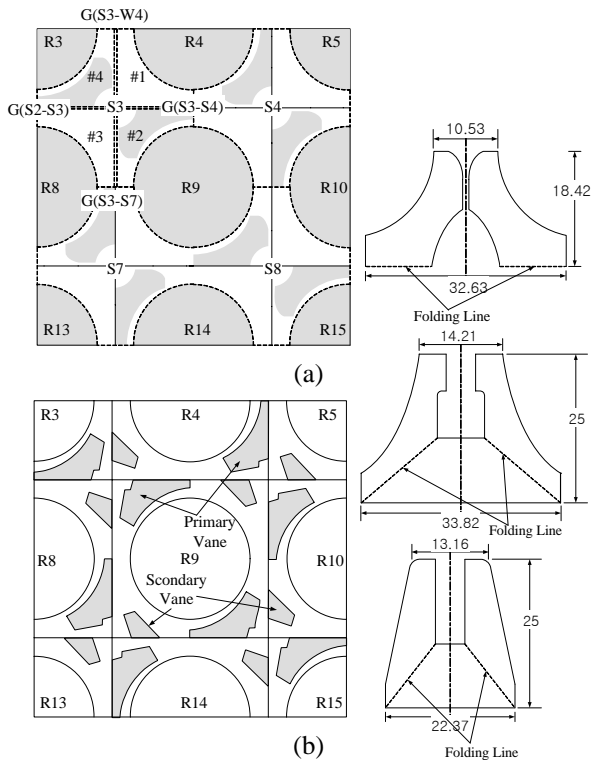 G(S3-W4)
R3
R4
R5
#4
#1
G(S2-S3)
S3
G(S3-S4)
S4
#3
#2
R8
R9
R10
G(S3-S7)
S7
S8
R13
R14
R15
(a)
10.53
18.42
32.63
Folding Line
14.21
25
33.82
Folding Line
R3
R4
R5
Primary
Vane
R8
R9
R10
Scondary
Vane
R13
R14
R15
(b)
13.16
25
22.37
Folding Line